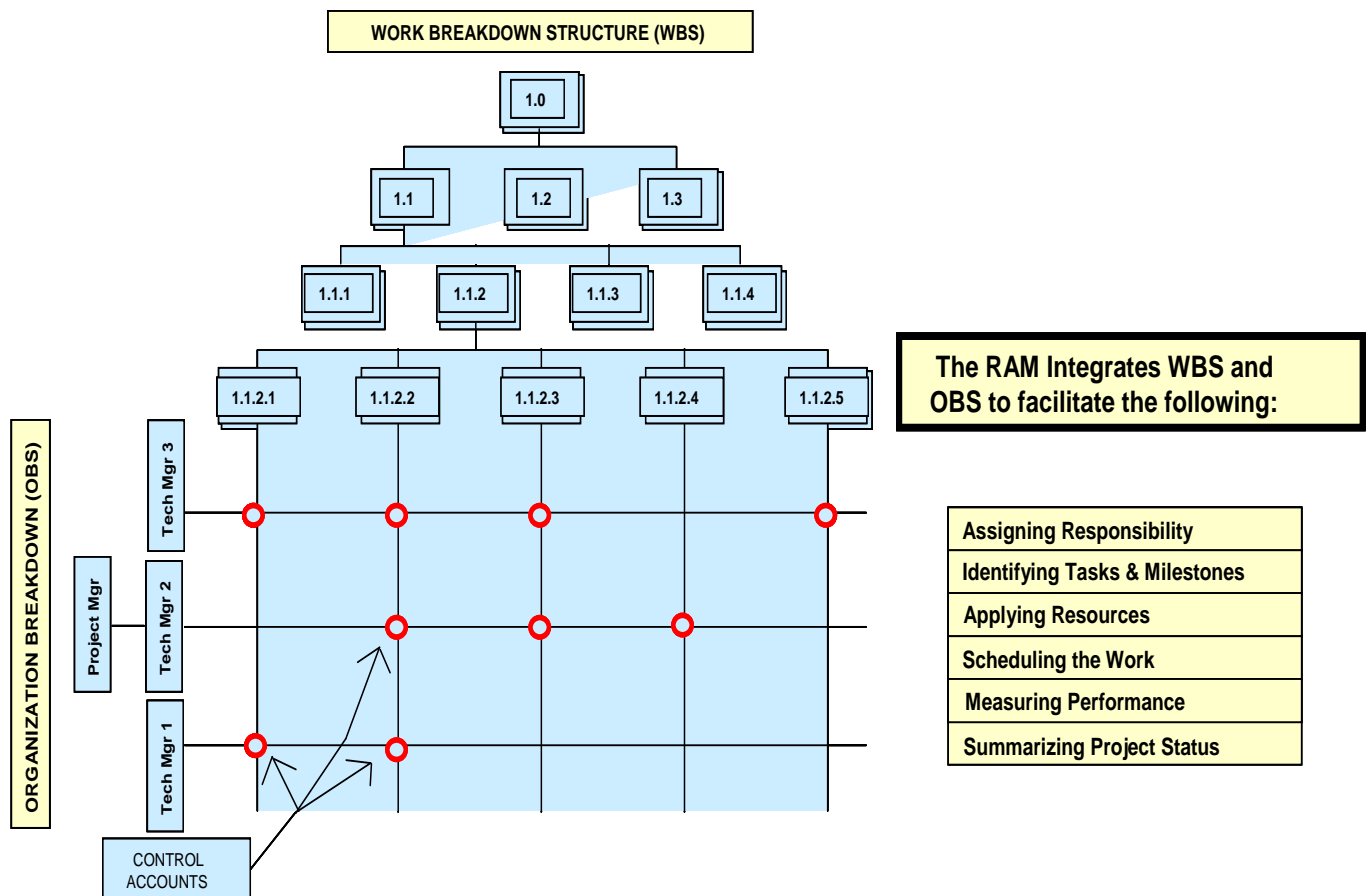 WORK BREAKDOWN STRUCTURE (WBS)
1.0
1.1
1.2
1.3
1.1.1
1.1.2
1.1.3
1.1.4
1.1.2.1
1.1.2.2
1.1.2.3
1.1.2.4
1.1.2.5
The RAM Integrates WBS and
OBS to facilitate the following:
ORGANIZATION BREAKDOWN (OBS)
Project Mgr
Tech Mgr 3
Tech Mgr 2
Tech Mgr 1
CONTROL
ACCOUNTS
Assigning Responsibility
Identifying Tasks & Milestones
Applying Resources
Scheduling the Work
Measuring Performance
Summarizing Project Status